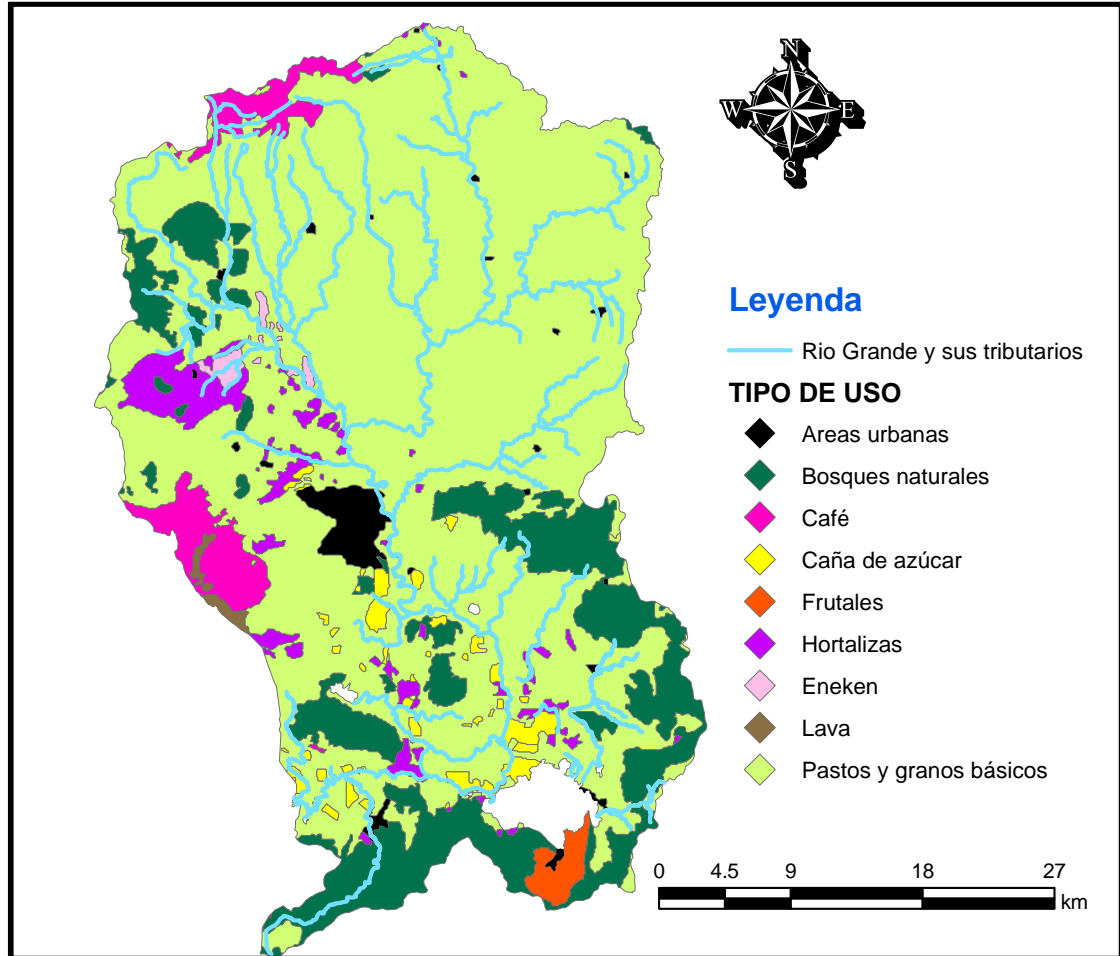 N
W E
S
Leyenda
Rio Grande y sus tributarios
TIPO DE USO
Areas urbanas
Bosques naturales
Café
Caña de azúcar
Frutales
Hortalizas
Eneken
Lava
Pastos y granos básicos
0 4.5 9 18 27
km